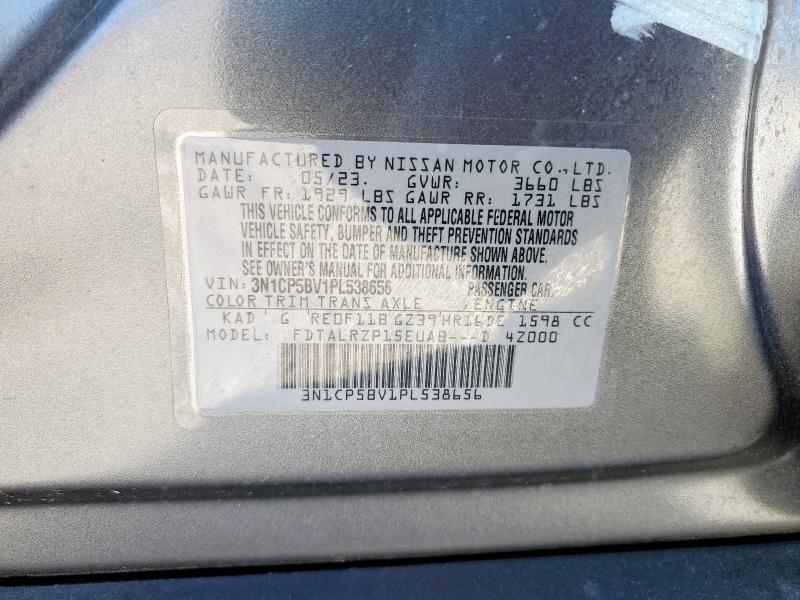 MANUFACTURED BY NISSAN MOTOR CO.,LTD.
DATE: 05/23. GVWR: 3660 LBS
GAWR FR: 1929 LBS GAWR RR: 1731 LBS
THIS VEHICLE CONFORMS TO ALL APPLICABLE FEDERAL MOTOR
VEHICLE SAFETY, BUMPER AND THEFT PREVENTION STANDARDS
IN EFFECT ON THE DATE OF MANUFACTURE SHOWN ABOVE.
SEE OWNER'S MANUAL FOR ADDITIONAL INFORMATION.
VIN: 3N1CP5BV1PL538656 PASSENGER CAR
COLOR TRIM TRANS AXLE / ENGINE
KAD G RE0F11B GZ39 HR16DE 1598 CC
MODEL: FDTALRZP15EUAB---D 4Z000
3N1CP5BV1PL538656